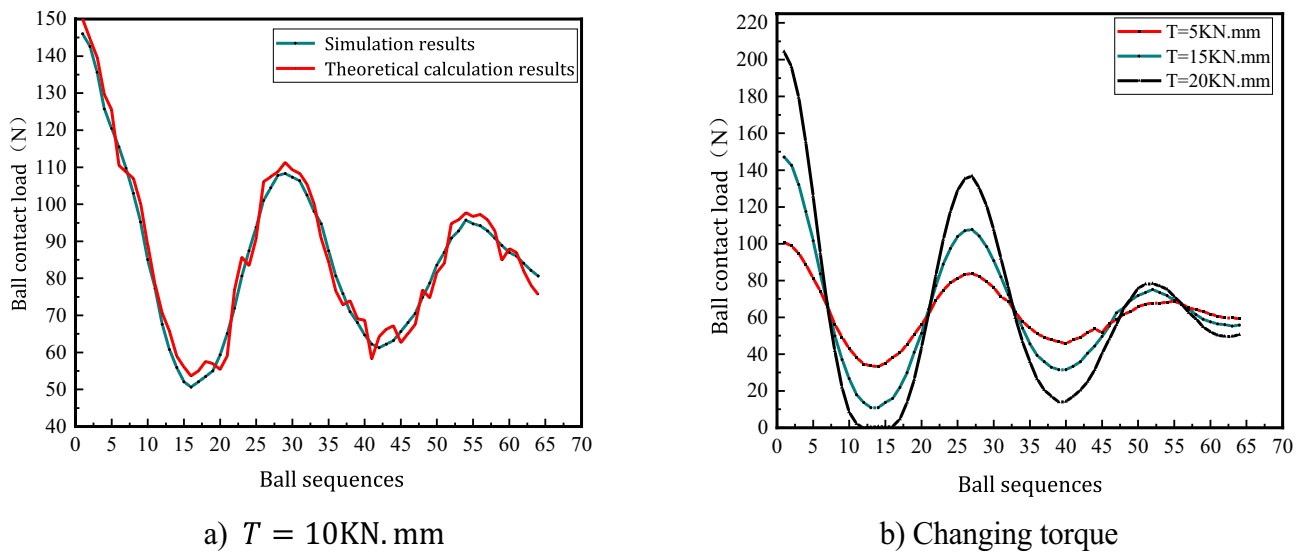 150
140
130
120
110
100
90
80
70
60
50
40
0 5 10 15 20 25 30 35 40 45 50 55 60 65 70
Ball contact load（N）
Ball sequences
Simulation results
Theoretical calculation results
a) T = 10KN. mm
220
200
180
160
140
120
100
80
60
40
20
0
0 5 10 15 20 25 30 35 40 45 50 55 60 65 70
Ball contact load（N）
Ball sequences
T=5KN.mm
T=15KN.mm
T=20KN.mm
b) Changing torque